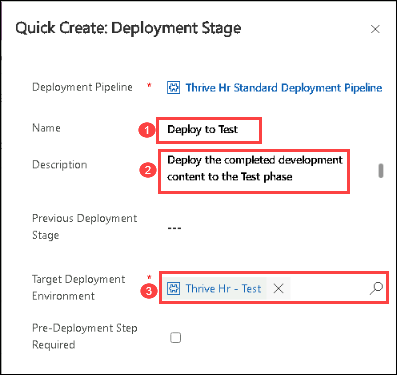 Quick Create: Deployment Stage
Deployment Pipeline * Thrive Hr Standard Deployment Pipeline
Name 1 Deploy to Test
Description 2 Deploy the completed development
content to the Test phase
Previous Deployment
Stage
---
Target Deployment
Environment
* 3 Thrive Hr - Test
Pre-Deployment Step
Required